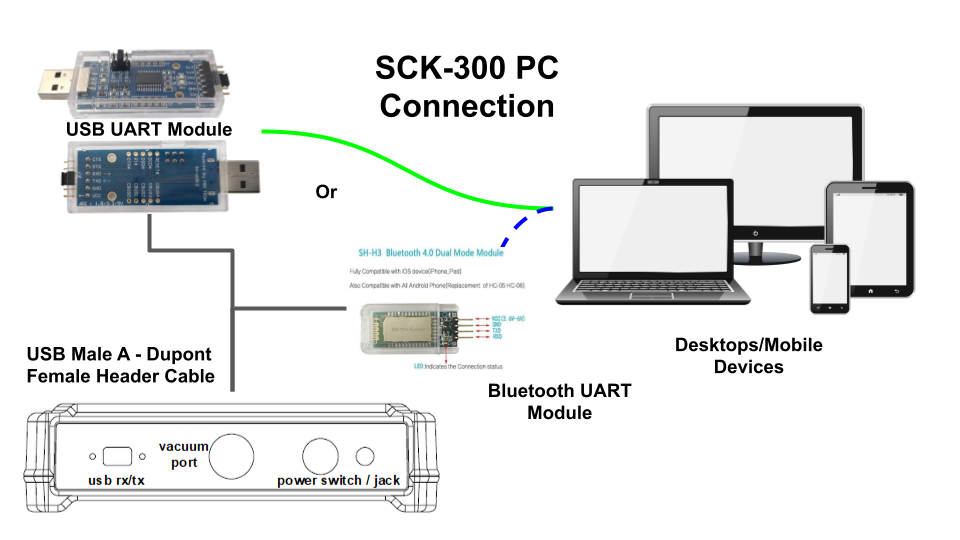 SCK-300 PC
Connection
USB UART Module
Or
SH-H3 Bluetooth 4.0 Dual Mode Module
Fully Compatible with iOS device(iPhone, Pad)
Also Compatible with All Android Phone(Replacement of HC-05 HC-06)
VCC(3.6V-6V)
GND
TXD
RXD
LED:Indicates the Connection status
Bluetooth UART
Module
Desktops/Mobile
Devices
USB Male A - Dupont
Female Header Cable
vacuum
port
usb rx/tx
power switch / jack